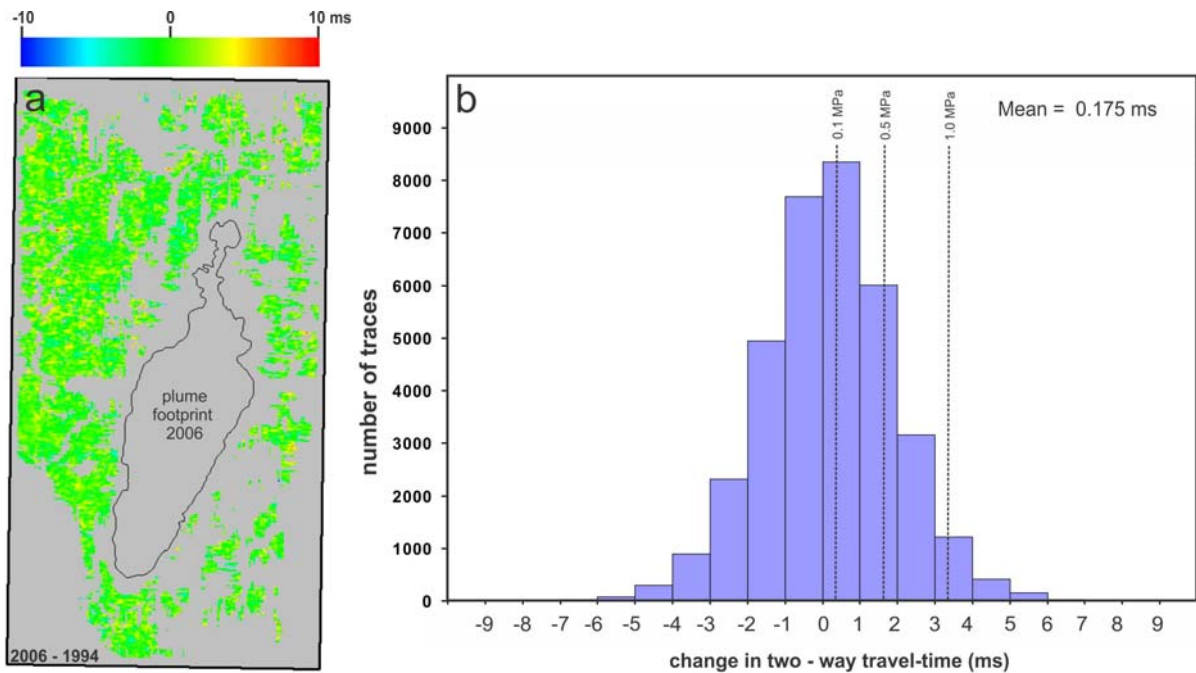 -10 0 10 ms
a
plume
footprint
2006
2006 - 1994
b
Mean = 0.175 ms
0.1 MPa
0.5 MPa
1.0 MPa
number of traces
9000
8000
7000
6000
5000
4000
3000
2000
1000
0
-9 -8 -7 -6 -5 -4 -3 -2 -1 0 1 2 3 4 5 6 7 8 9
change in two - way travel-time (ms)